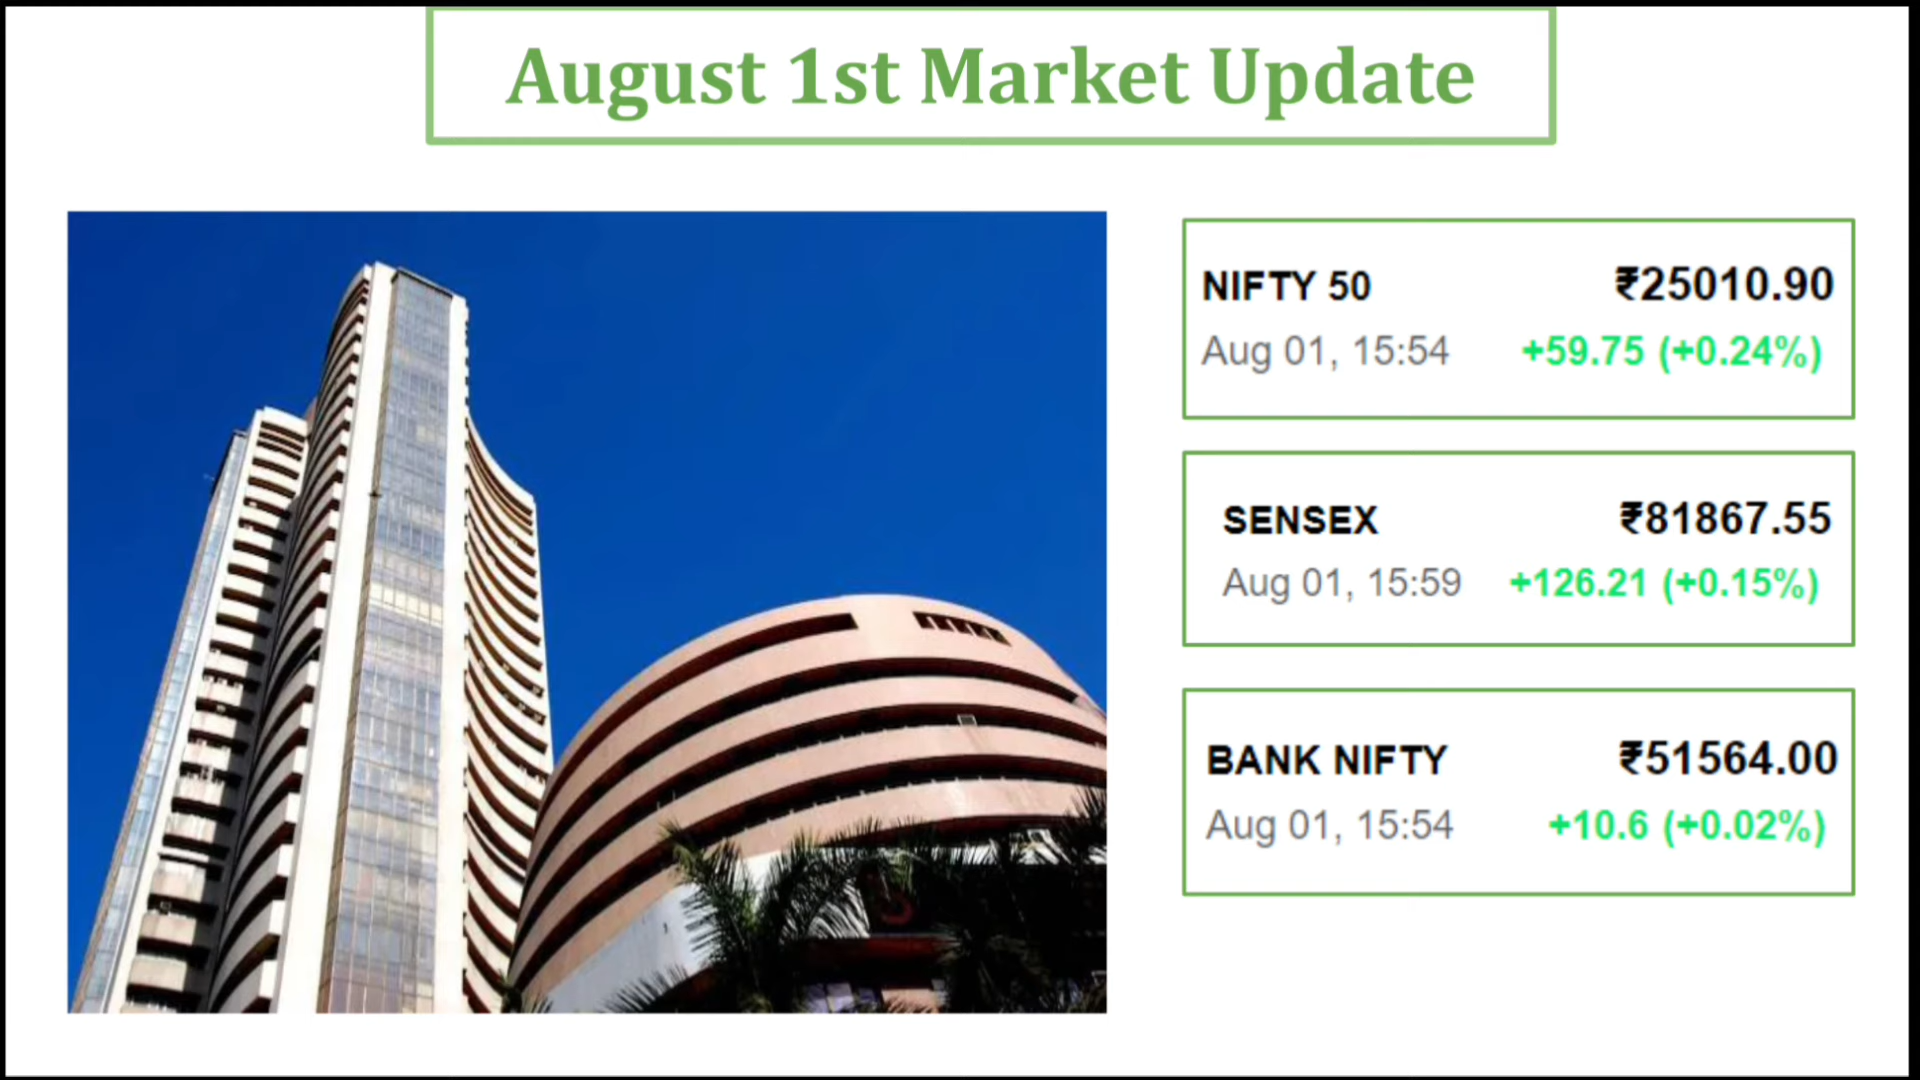 August 1st Market Update
NIFTY 50 ₹25010.90
Aug 01, 15:54 +59.75 (+0.24%)
SENSEX ₹81867.55
Aug 01, 15:59 +126.21 (+0.15%)
BANK NIFTY ₹51564.00
Aug 01, 15:54 +10.6 (+0.02%)